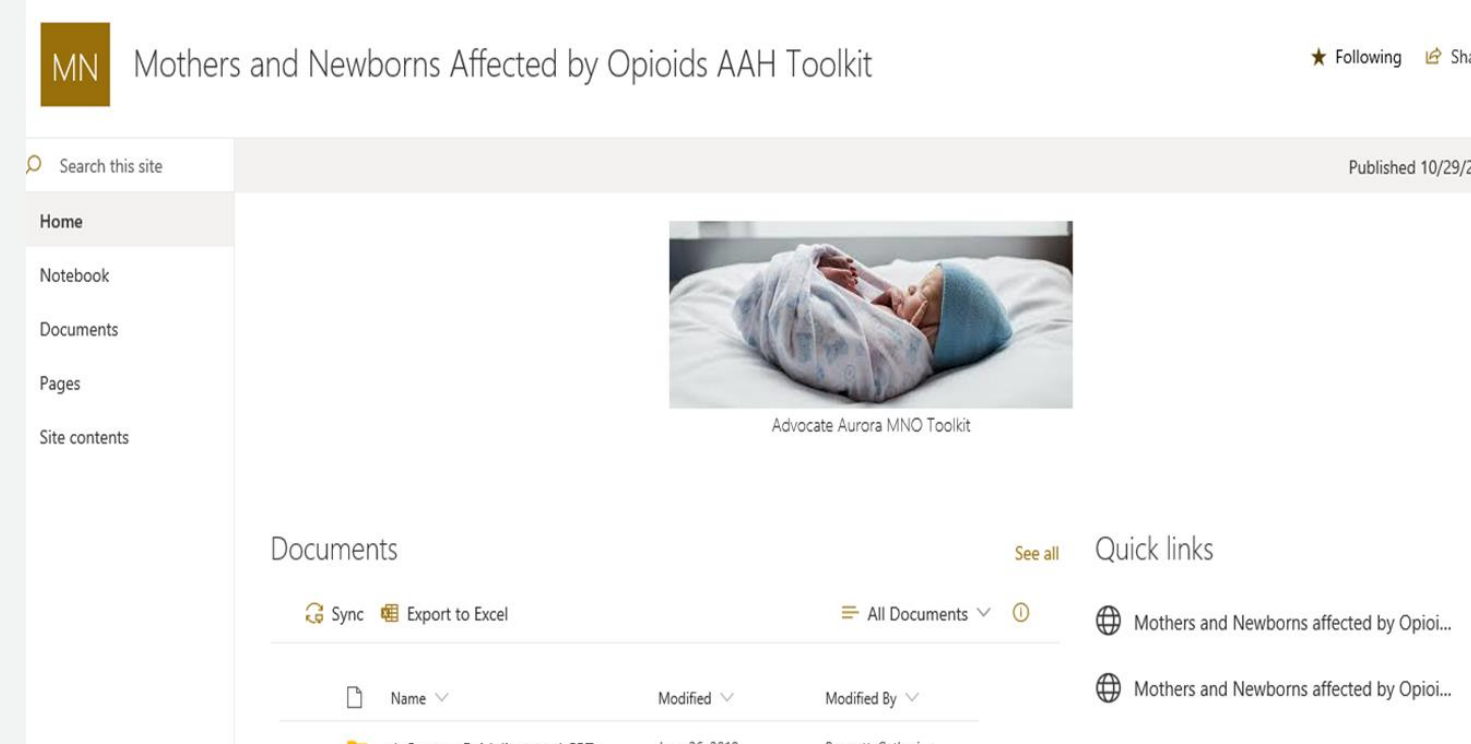 MN
Mothers and Newborns Affected by Opioids AAH Toolkit
Following
Search this site
Published 10/29/2
Home
Notebook
Documents
Pages
Site contents
Advocate Aurora MNO Toolkit
Documents
See all
Quick links
Sync Export to Excel
All Documents
Mothers and Newborns affected by Opioi...
Name Modified Modified By
Mothers and Newborns affected by Opioi...